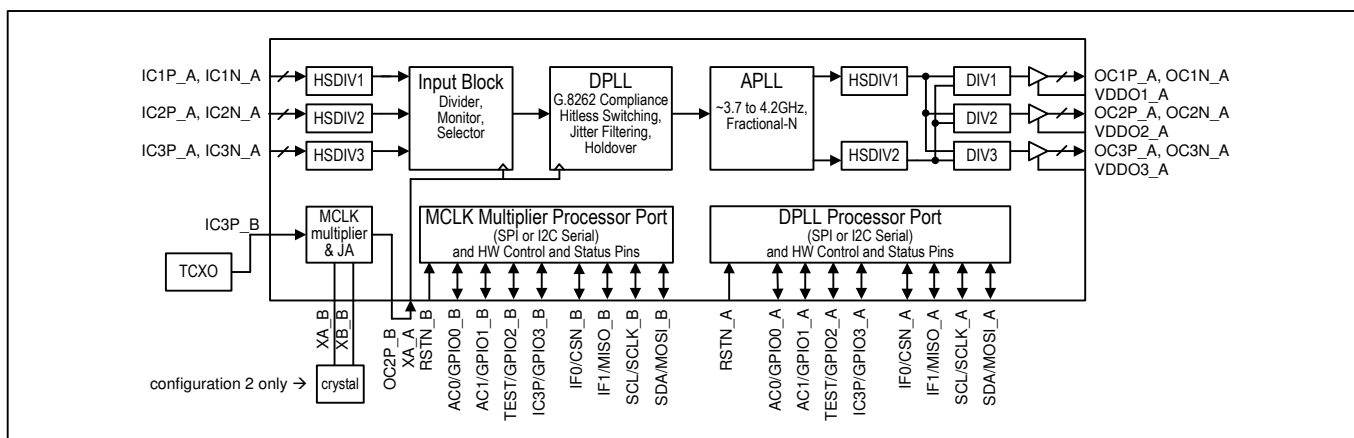 IC1P_A, IC1N_A
HSDIV1
IC2P_A, IC2N_A
HSDIV2
IC3P_A, IC3N_A
HSDIV3
Input Block
Divider,
Monitor,
Selector
DPLL
G.8262 Compliance
Hitless Switching,
Jitter Filtering,
Holdover
APLL
~3.7 to 4.2GHz,
Fractional-N
HSDIV1
HSDIV2
DIV1
DIV2
DIV3
OC1P_A, OC1N_A
VDDO1_A
OC2P_A, OC2N_A
VDDO2_A
OC3P_A, OC3N_A
VDDO3_A
IC3P_B
TCXO
MCLK
multiplier
& JA
MCLK Multiplier Processor Port
(SPI or I2C Serial)
and HW Control and Status Pins
DPLL Processor Port
(SPI or I2C Serial)
and HW Control and Status Pins
XA_B
XB_B
OC2P_B
XA_A
RSTN_B
AC0/GPIO0_B
AC1/GPIO1_B
TEST/GPIO2_B
IC3P/GPIO3_B
IF0/CSN_B
IF1/MISO_B
SCL/SCLK_B
SDA/MOSI_B
RSTN_A
AC0/GPIO0_A
AC1/GPIO1_A
TEST/GPIO2_A
IC3P/GPIO3_A
IF0/CSN_A
IF1/MISO_A
SCL/SCLK_A
SDA/MOSI_A
configuration 2 only →
crystal